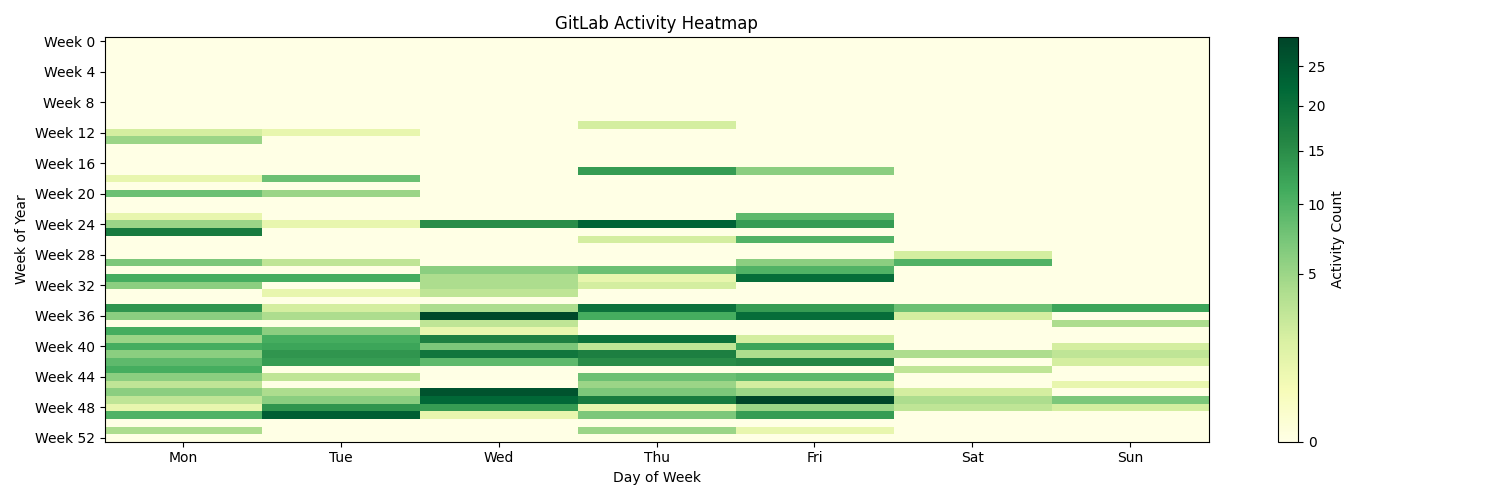 GitLab Activity Heatmap
Week 0
Week 4
Week 8
Week 12
Week 16
Week 20
Week 24
Week 28
Week 32
Week 36
Week 40
Week 44
Week 48
Week 52
Week of Year
Mon Tue Wed Thu Fri Sat Sun
Day of Week
25
20
15
10
5
0
Activity Count